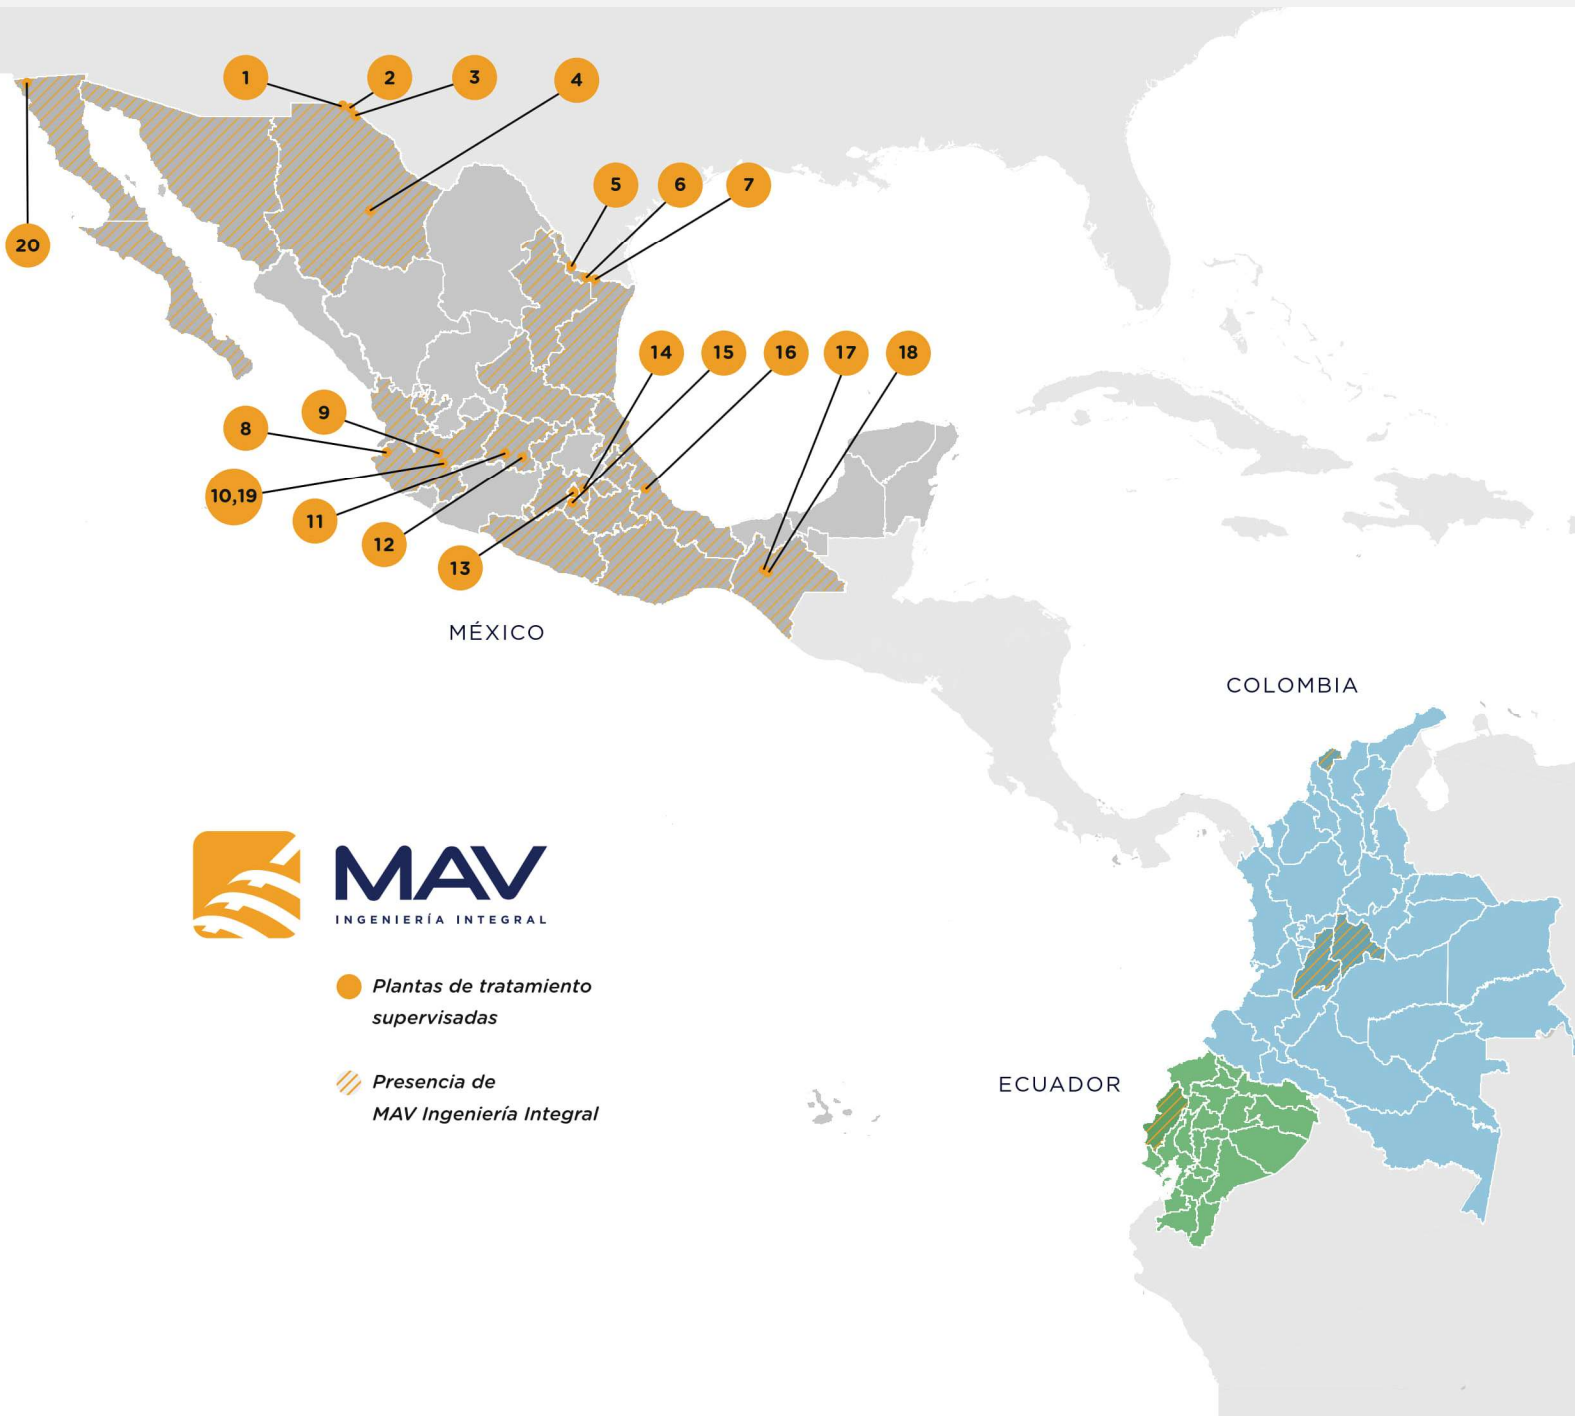 1
2
3
4
5
6
7
20
14
15
16
17
18
9
8
10,19
11
12
13
MÉXICO
COLOMBIA
MAV
INGENIERÍA INTEGRAL
Plantas de tratamiento
supervisadas
Presencia de
MAV Ingeniería Integral
ECUADOR